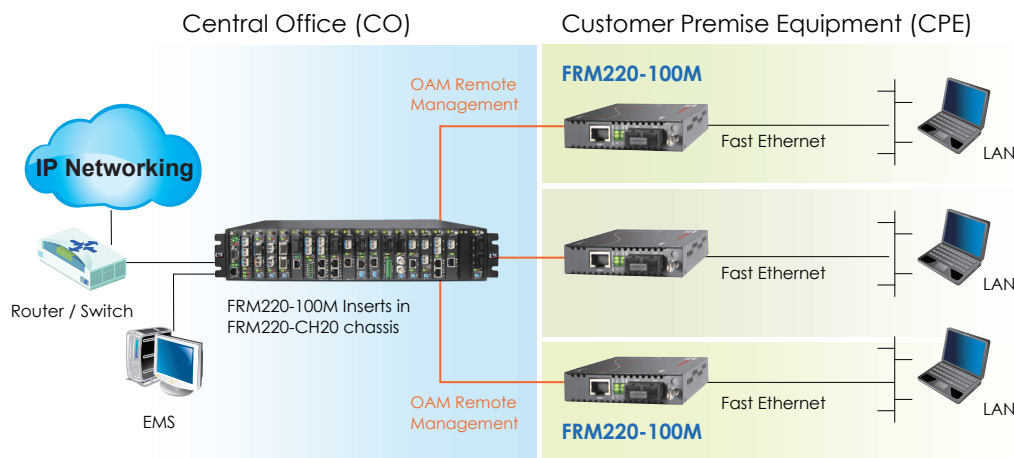 Central Office (CO)
Customer Premise Equipment (CPE)
FRM220-100M
OAM Remote
Management
IP Networking
Fast Ethernet
LAN
Router / Switch
FRM220-100M Inserts in
FRM220-CH20 chassis
Fast Ethernet
LAN
EMS
OAM Remote
Management
Fast Ethernet
LAN
FRM220-100M